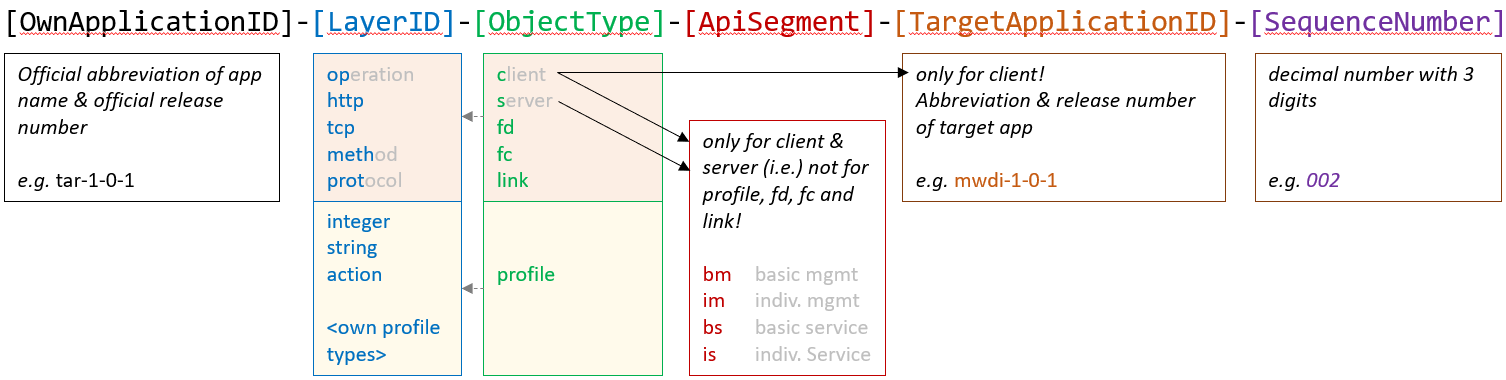 [OwnApplicationID]-[LayerID]-[ObjectType]-[ApiSegment]-[TargetApplicationID]-[SequenceNumber]
Official abbreviation of app
name & official release
number
e.g. tar-1-0-1
operation
http
tcp
method
protocol
integer
string
action
<own profile
types>
client
server
fd
fc
link
profile
only for client &
server (i.e.) not for
profile, fd, fc and
link!
bm basic mgmt
im indiv. mgmt
bs basic service
is indiv. Service
only for client!
Abbreviation & release number
of target app
e.g. mwdi-1-0-1
decimal number with 3
digits
e.g. 002